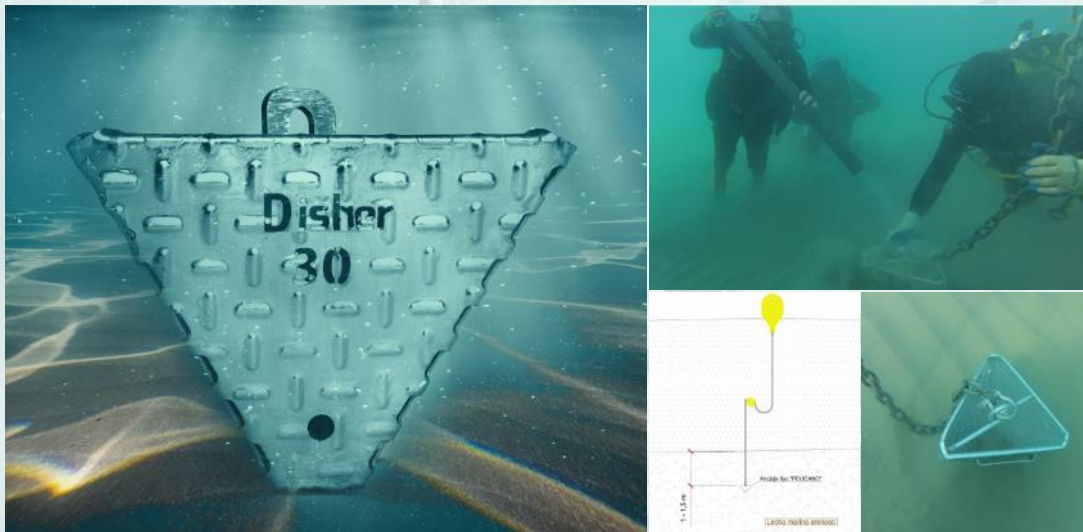 Disher
30
Anclaje tipo "PELICANO"
1 - 1,5 m
Lecho marino arenoso